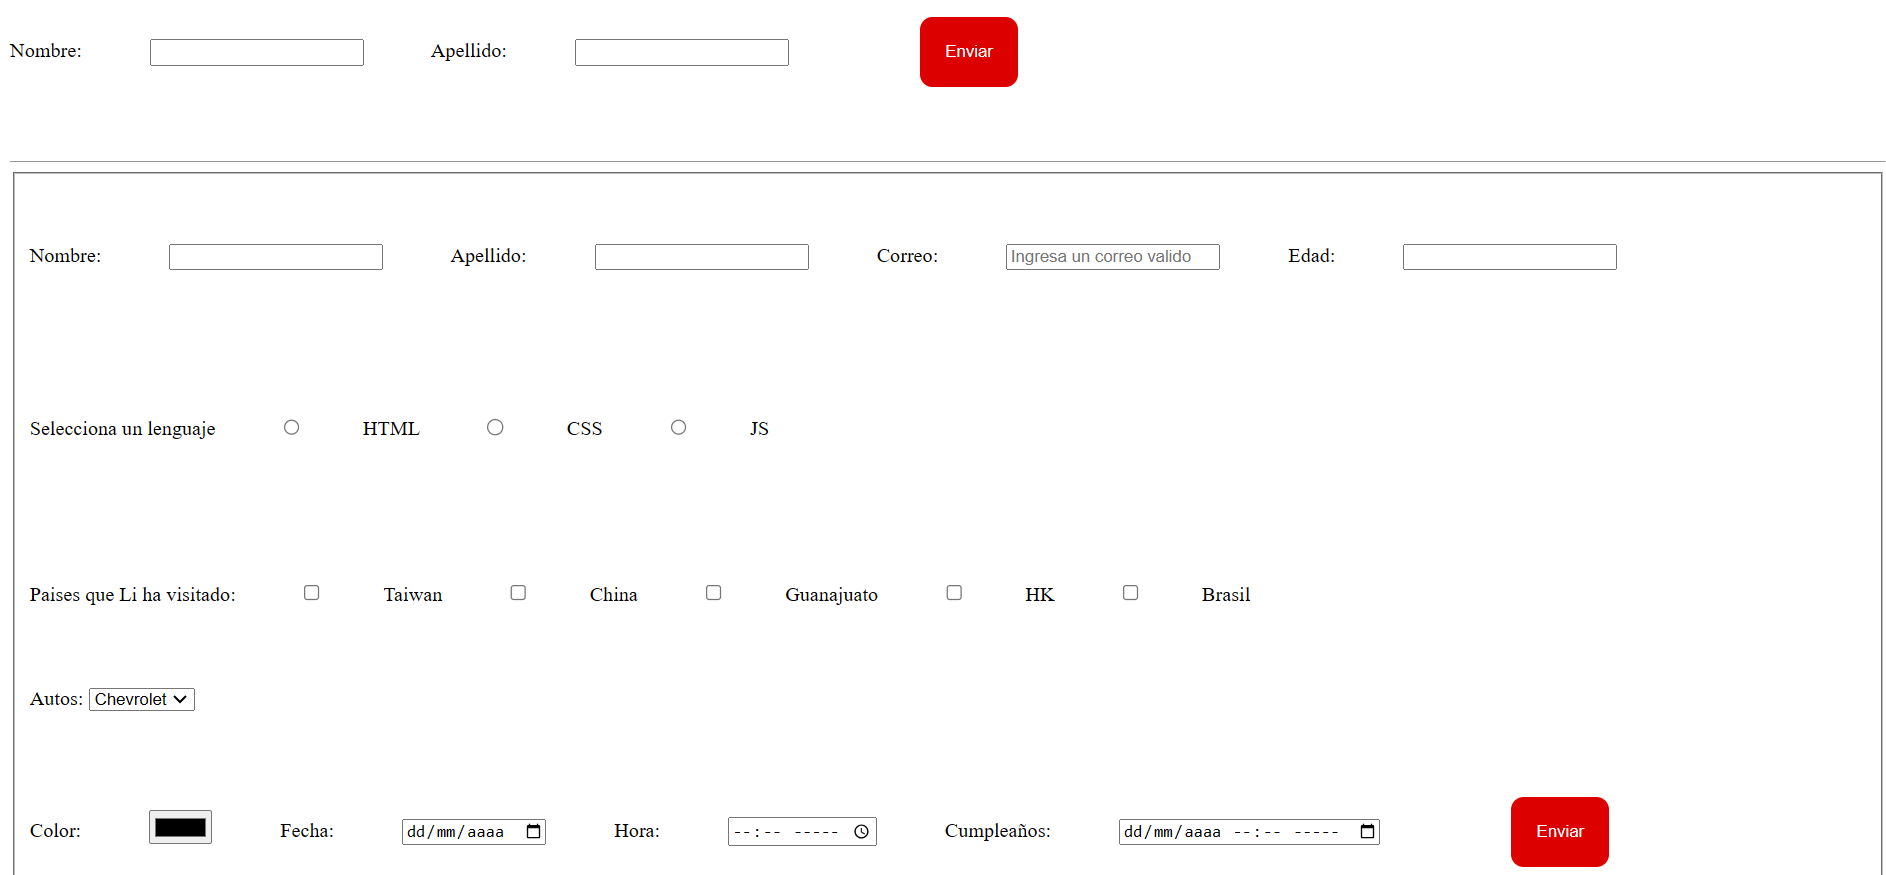 Nombre: Apellido: Enviar
Nombre: Apellido: Correo: Ingresa un correo valido Edad:
Selecciona un lenguaje HTML CSS JS
Paises que Li ha visitado: Taiwan China Guanajuato HK Brasil
Autos: Chevrolet
Color: Fecha: dd/mm/aaaa Hora: --:-- ----- Cumpleaños: dd/mm/aaaa --:-- ----- Enviar